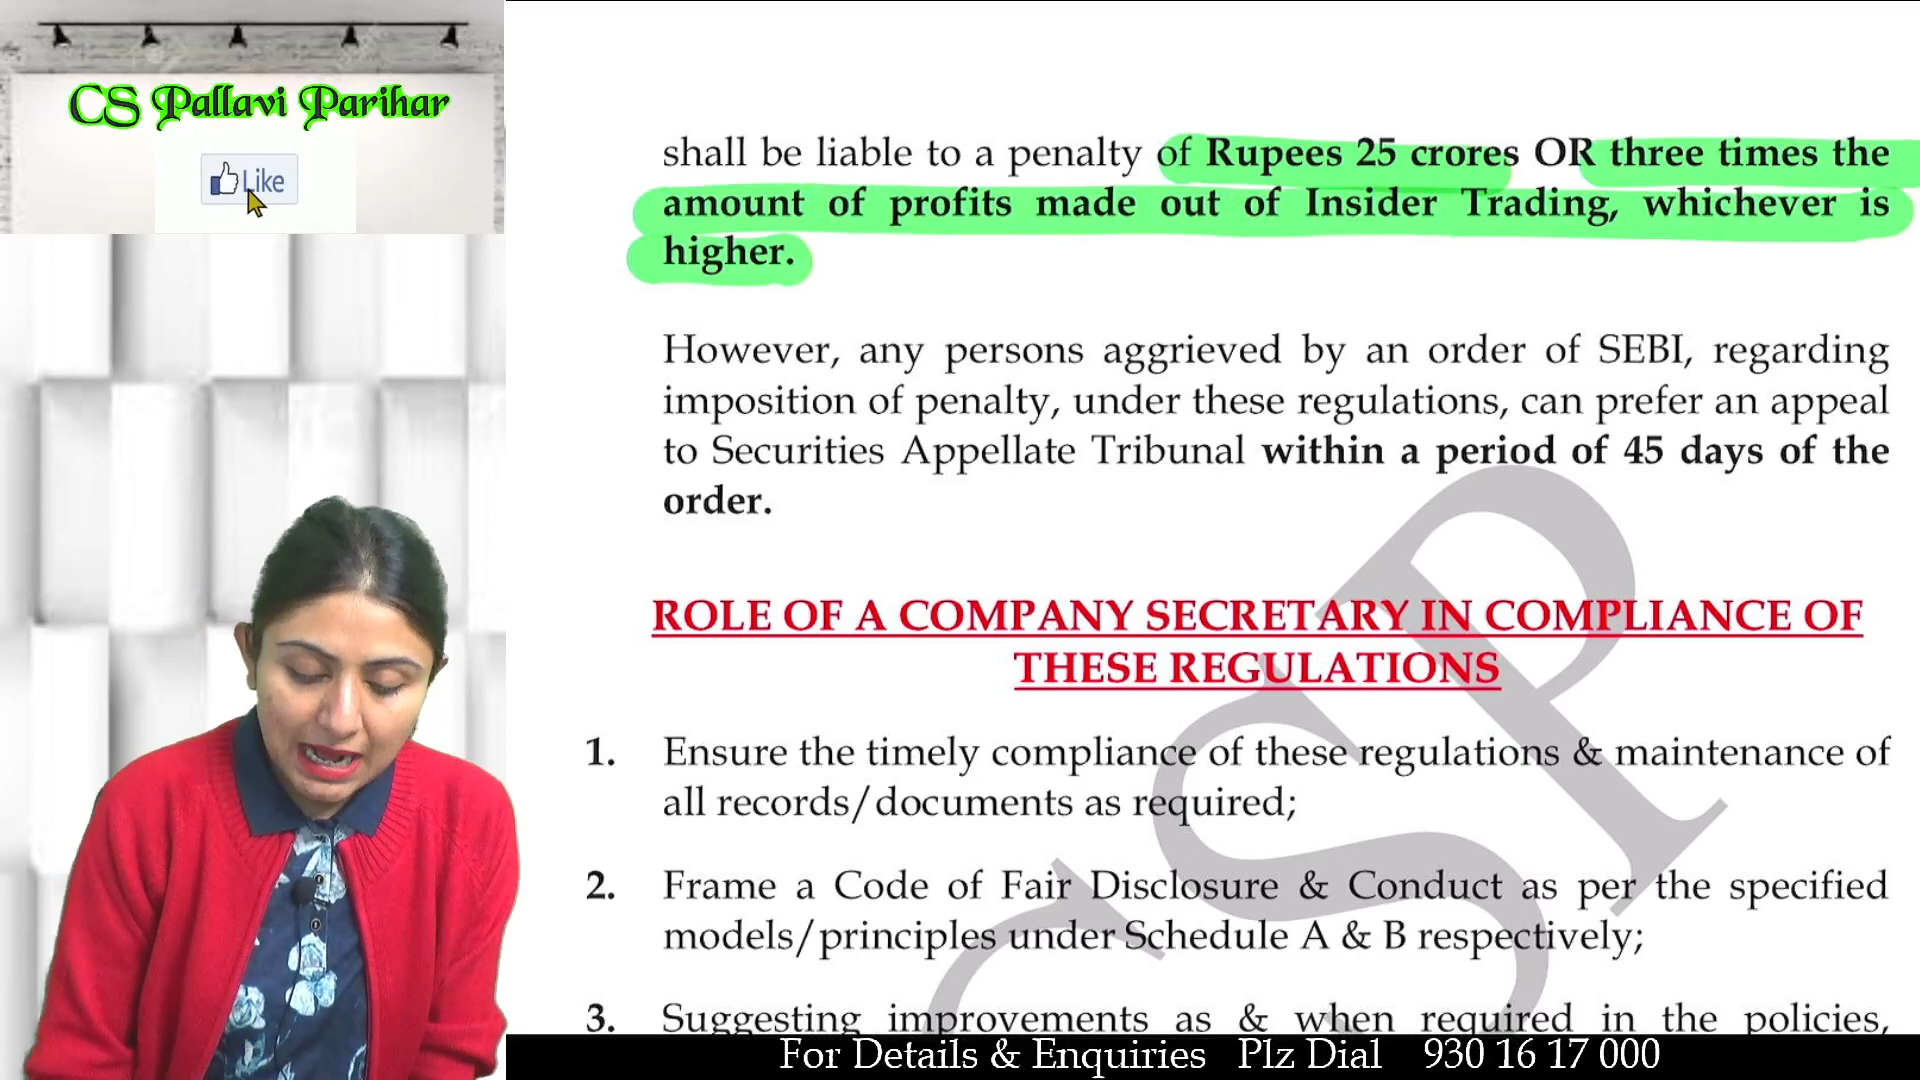 CS Pallavi Parihar
Like
shall be liable to a penalty of Rupees 25 crores OR three times the
amount of profits made out of Insider Trading, whichever is
higher.
However, any persons aggrieved by an order of SEBI, regarding
imposition of penalty, under these regulations, can prefer an appeal
to Securities Appellate Tribunal within a period of 45 days of the
order.
ROLE OF A COMPANY SECRETARY IN COMPLIANCE OF
THESE REGULATIONS
1. Ensure the timely compliance of these regulations & maintenance of
all records/documents as required;
2. Frame a Code of Fair Disclosure & Conduct as per the specified
models/principles under Schedule A & B respectively;
3. Suggesting improvements as & when required in the policies,
For Details & Enquiries Plz Dial 930 16 17 000